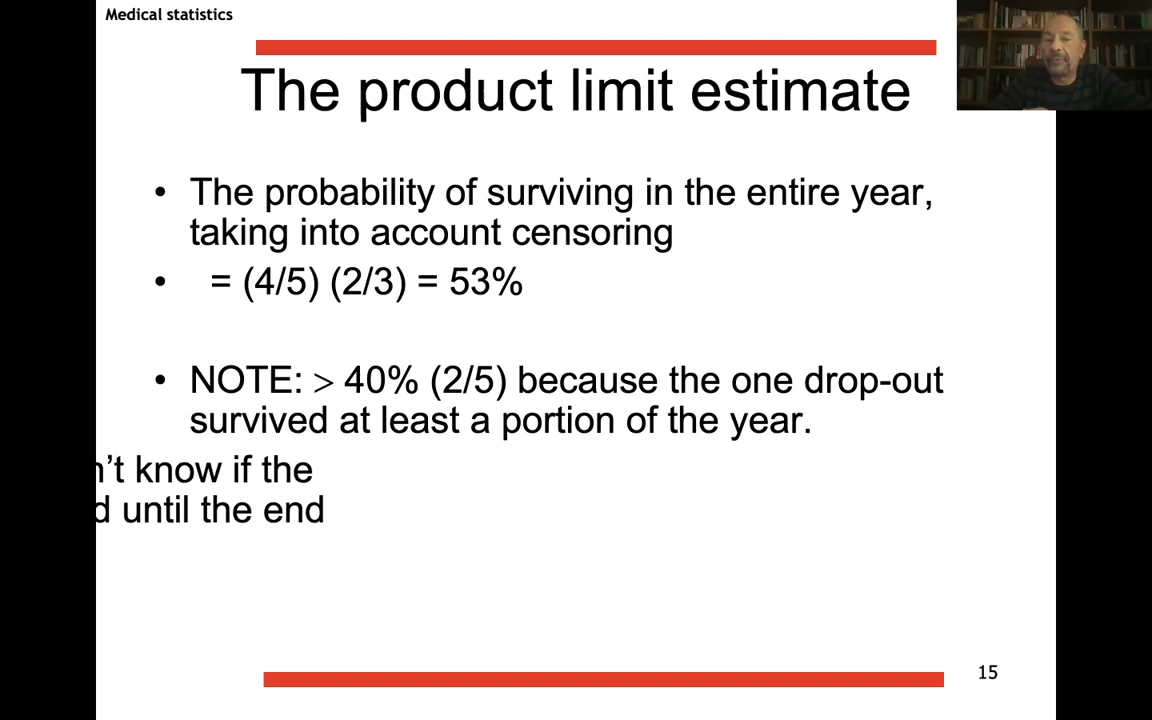 Medical statistics
The product limit estimate
• The probability of surviving in the entire year,
taking into account censoring
• = (4/5) (2/3) = 53%
• NOTE: > 40% (2/5) because the one drop-out
survived at least a portion of the year.
n’t know if the
d until the end
15